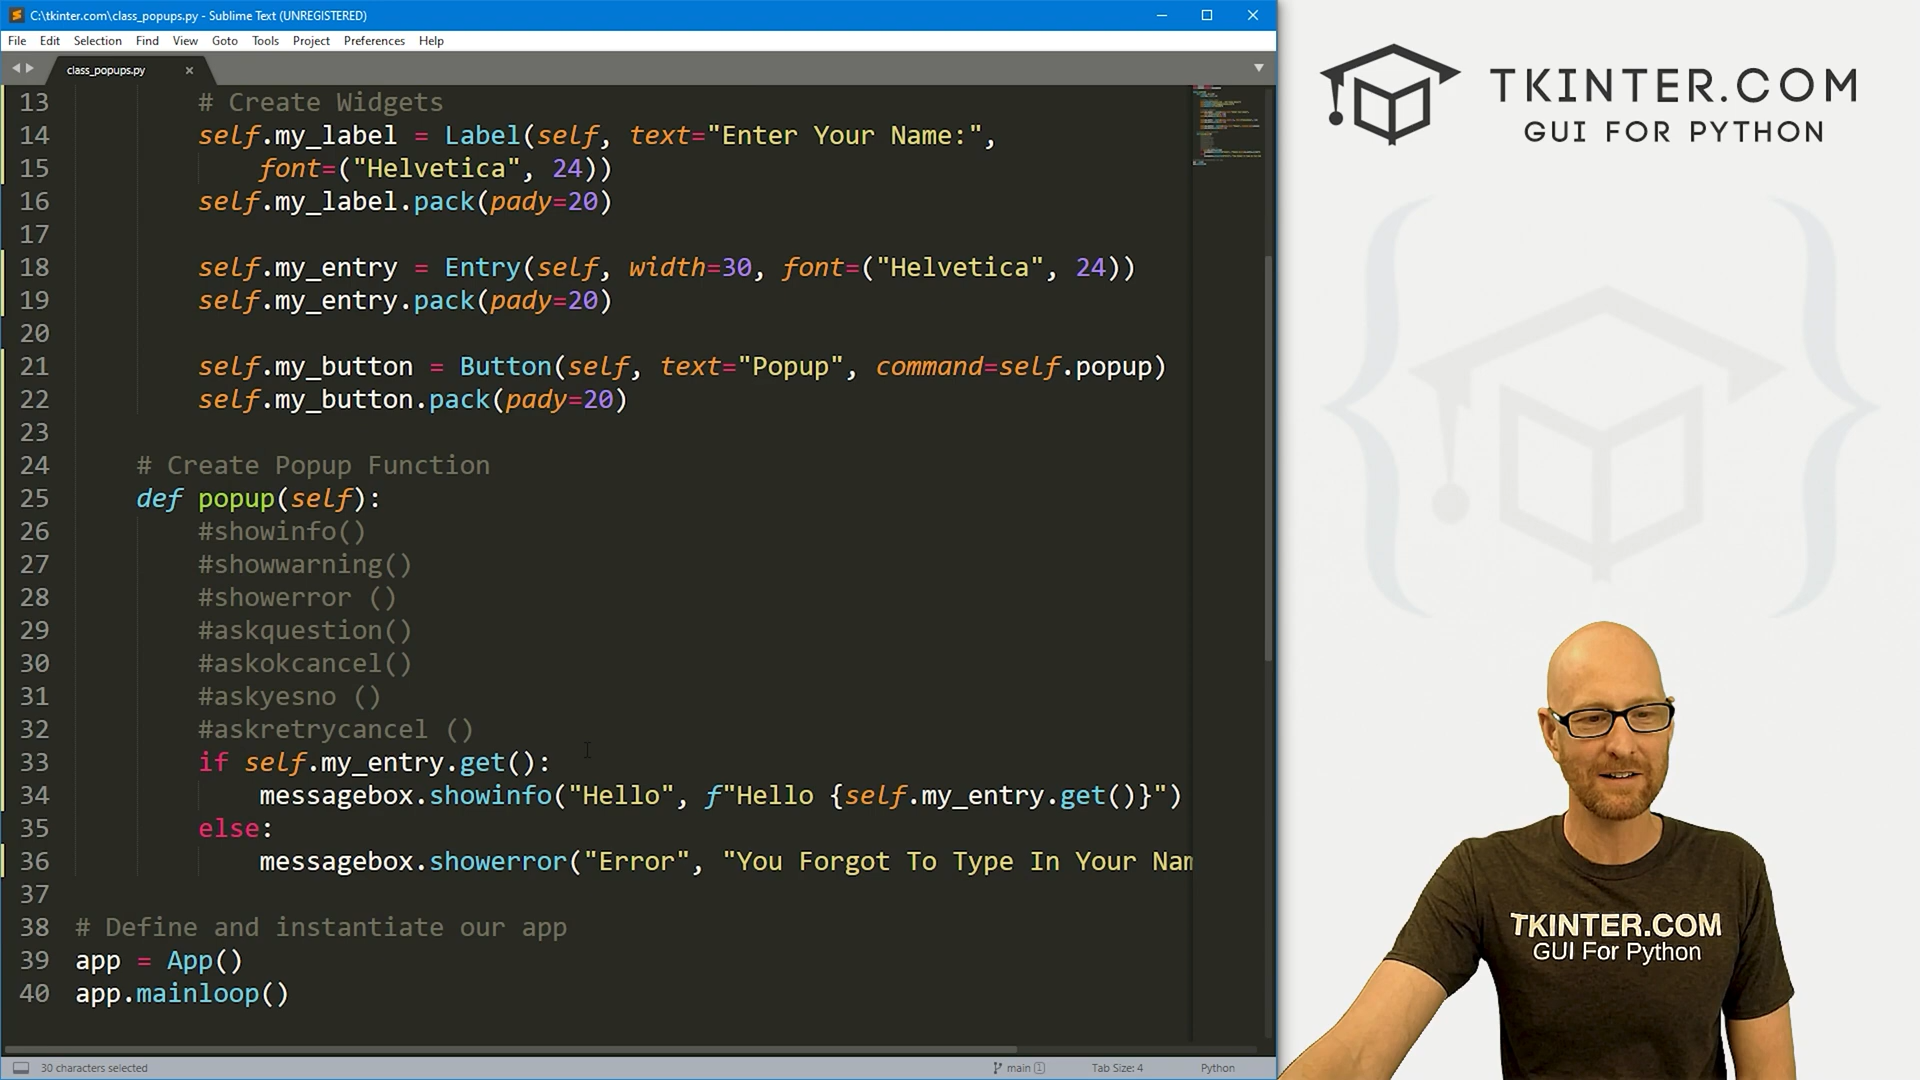 C:\tkinter.com\class_popups.py - Sublime Text (UNREGISTERED)
File Edit Selection Find View Goto Tools Project Preferences Help
class_popups.py
13 # Create Widgets
14 self.my_label = Label(self, text="Enter Your Name:",
15 font=("Helvetica", 24))
16 self.my_label.pack(pady=20)
17
18 self.my_entry = Entry(self, width=30, font=("Helvetica", 24))
19 self.my_entry.pack(pady=20)
20
21 self.my_button = Button(self, text="Popup", command=self.popup)
22 self.my_button.pack(pady=20)
23
24 # Create Popup Function
25 def popup(self):
26 #showinfo()
27 #showwarning()
28 #showerror ()
29 #askquestion()
30 #askokcancel()
31 #askyesno ()
32 #askretrycancel ()
33 if self.my_entry.get():
34 messagebox.showinfo("Hello", f"Hello {self.my_entry.get()}")
35 else:
36 messagebox.showerror("Error", "You Forgot To Type In Your Nam
37
38 # Define and instantiate our app
39 app = App()
40 app.mainloop()
30 characters selected
main 1
Tab Size: 4
Python
TKINTER.COM
GUI FOR PYTHON
TKINTER.COM
GUI For Python